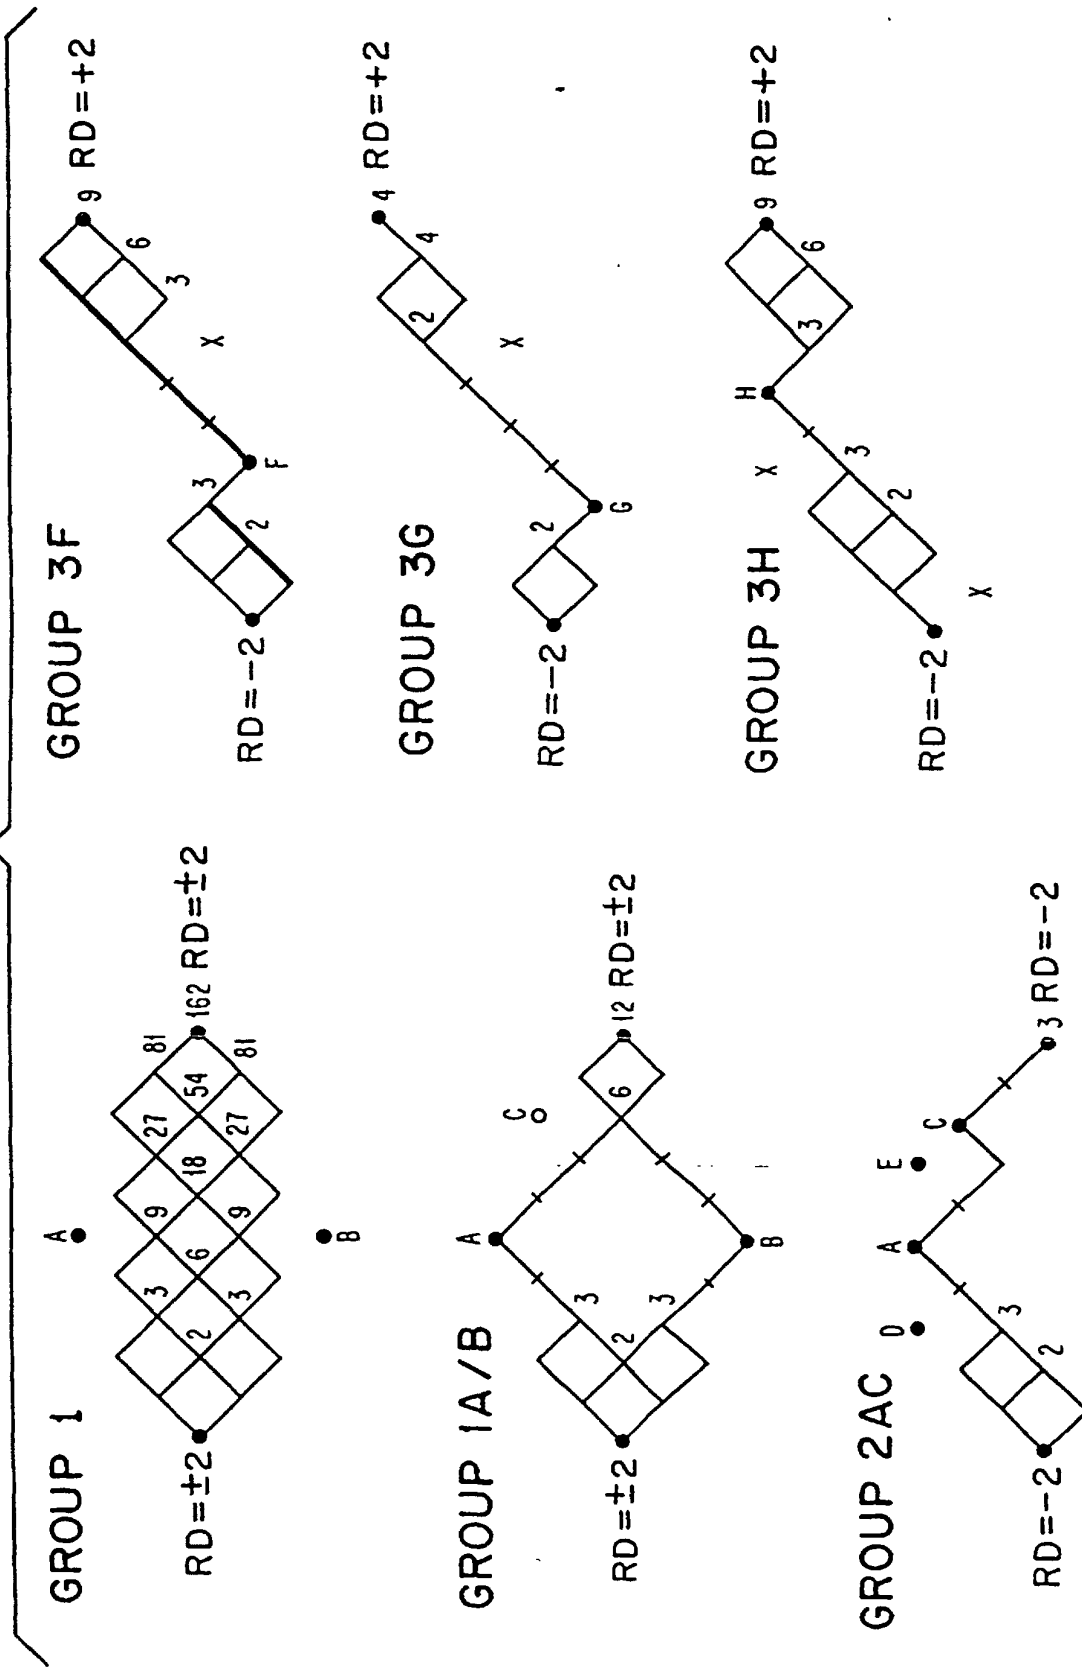 GROUP 1
A
3 9 27 81
RD=±2 2 6 18 54 162 RD=±2
3 9 27 81
B
GROUP 1A/B
A C
3
RD=±2 2 6 12 RD=±2
3
B
GROUP 2AC
D A E C
3
2
RD=-2 3 RD=-2
GROUP 3F
9 RD=+2
6
3
3 X
RD=-2 2 F
GROUP 3G
4 RD=+2
2 4
X
2
RD=-2 G
GROUP 3H
H 9 RD=+2
X 3 6
3
2
RD=-2 X